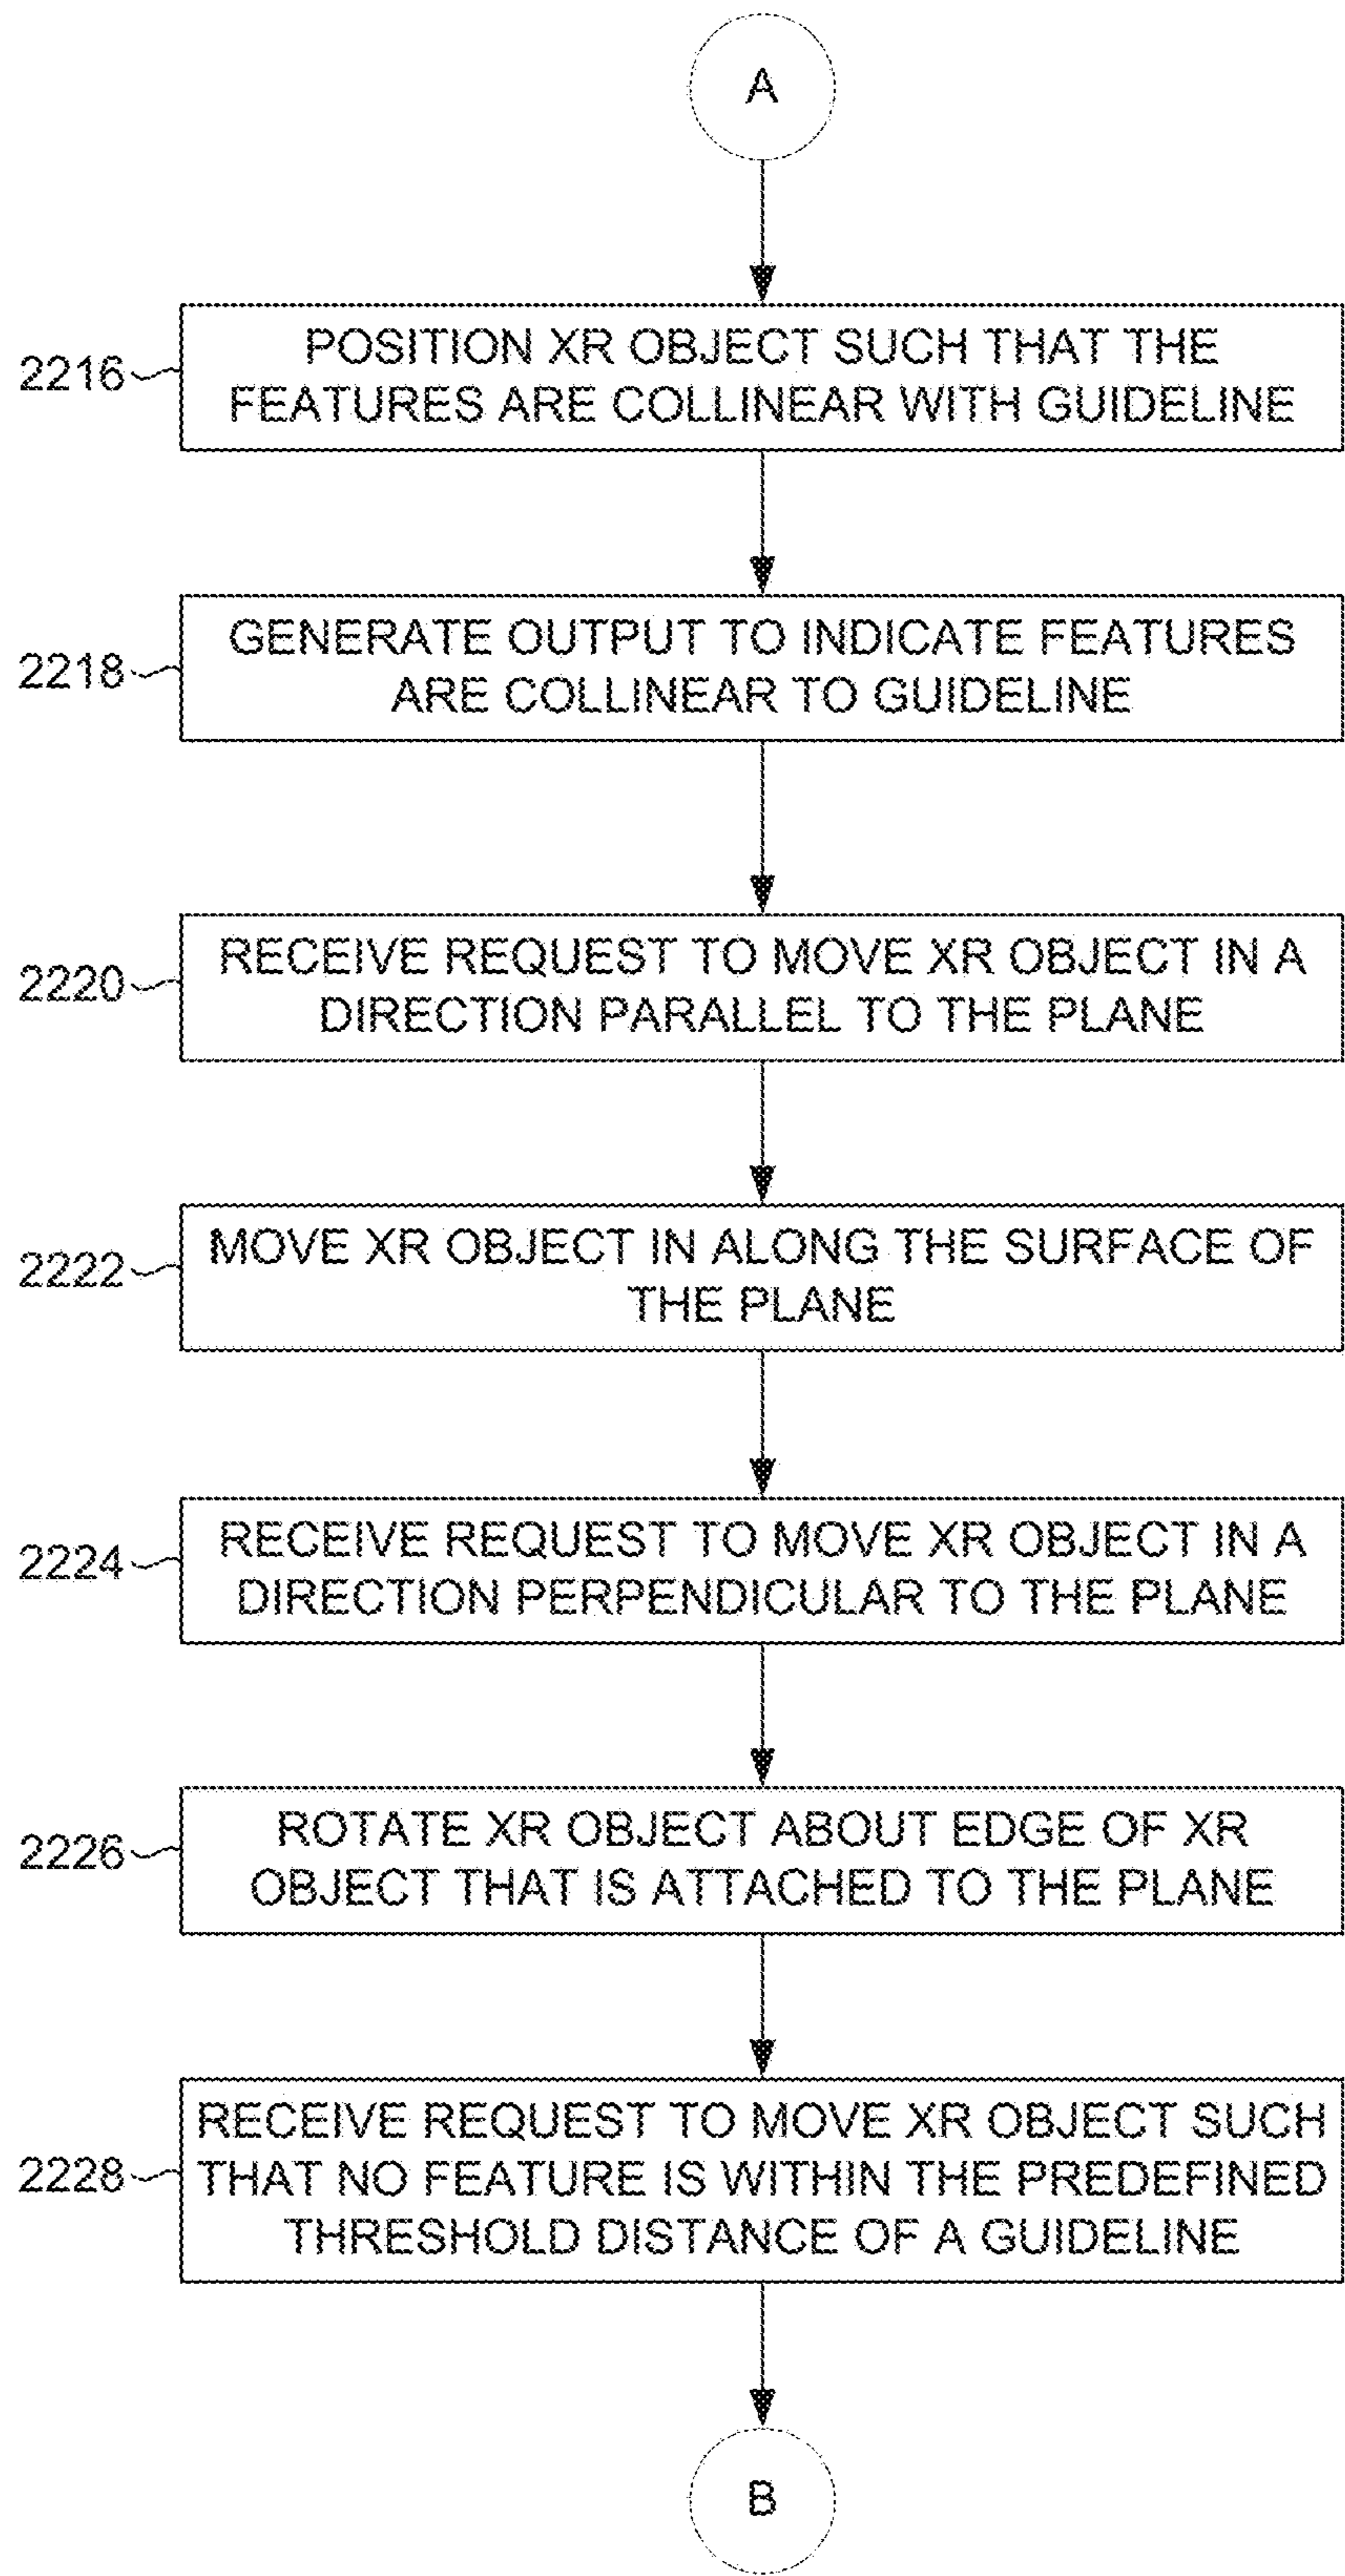 A
POSITION XR OBJECT SUCH THAT THE
2216
FEATURES ARE COLLINEAR WITH GUIDELINE
GENERATE OUTPUT TO INDICATE FEATURES
2218
ARE COLLINEAR TO GUIDELINE
RECEIVE REQUEST TO MOVE XR OBJECT IN A
2220
DIRECTION PARALLEL TO THE PLANE
MOVE XR OBJECT IN ALONG THE SURFACE OF
2222
THE PLANE
RECEIVE REQUEST TO MOVE XR OBJECT IN A
2224
DIRECTION PERPENDICULAR TO THE PLANE
ROTATE XR OBJECT ABOUT EDGE OF XR
2226
OBJECT THAT IS ATTACHED TO THE PLANE
RECEIVE REQUEST TO MOVE XR OBJECT SUCH
2228
THAT NO FEATURE IS WITHIN THE PREDEFINED
THRESHOLD DISTANCE OF A GUIDELINE
B